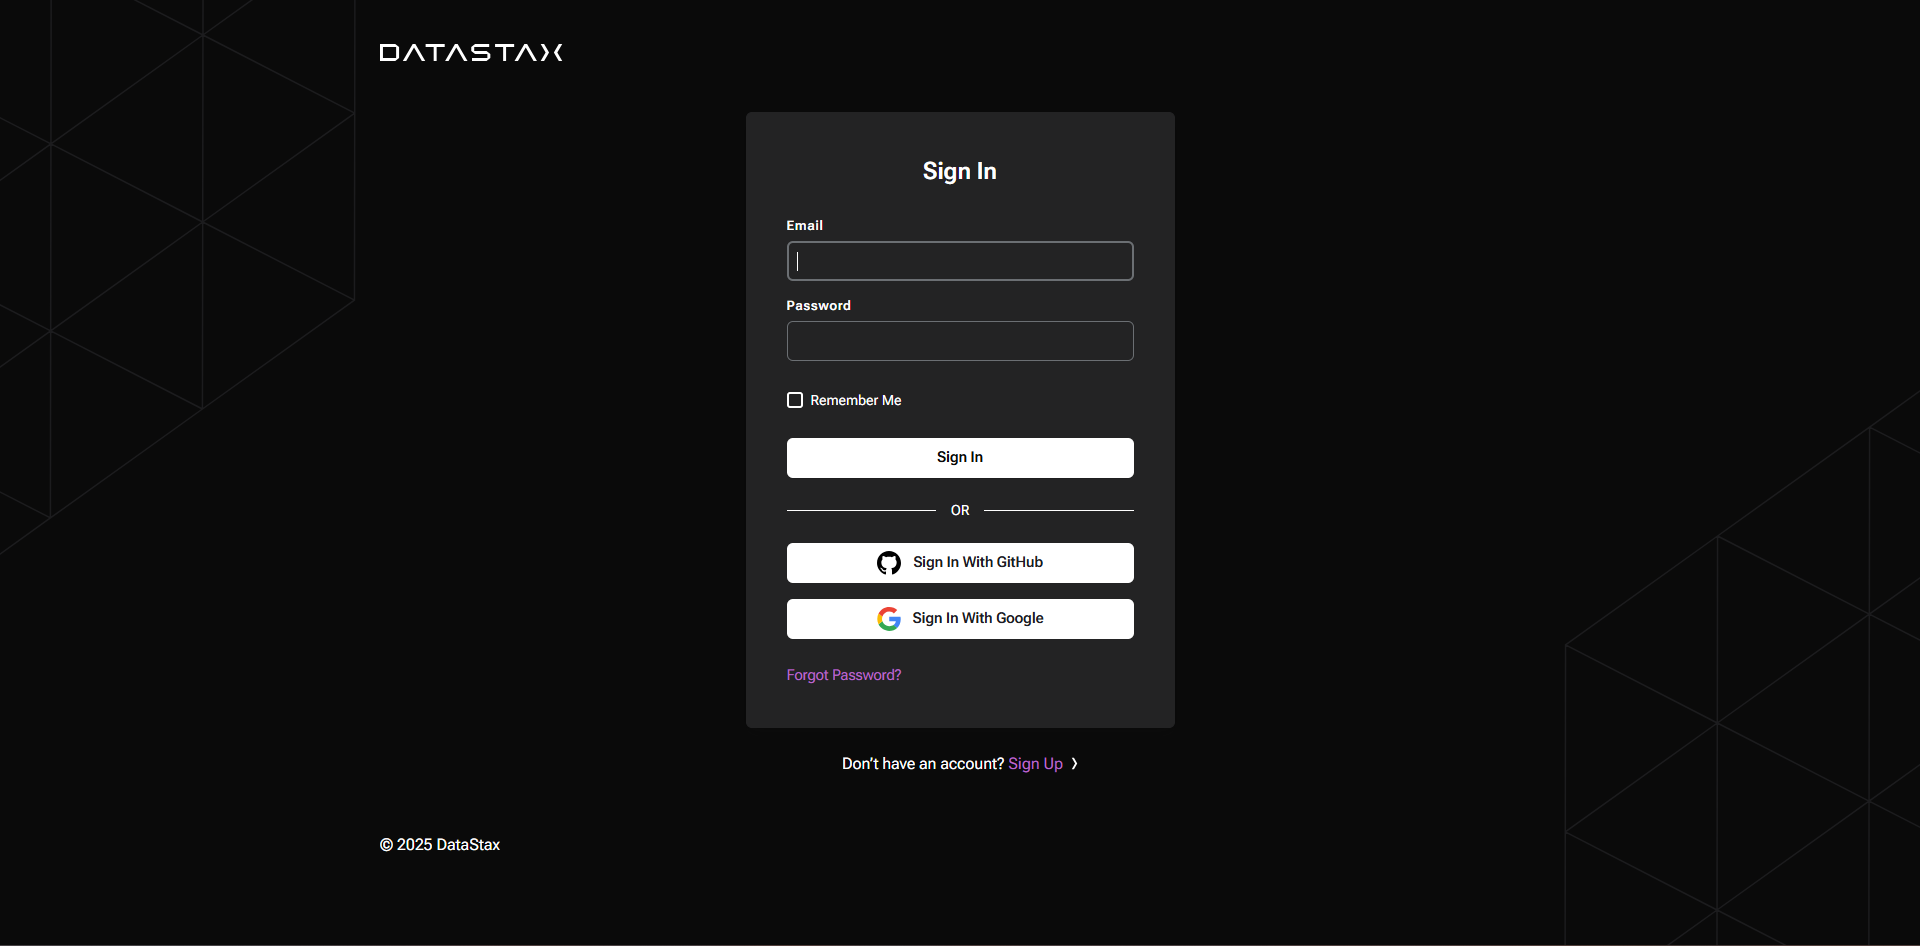 DATASTAX
Sign In
Email
Password
Remember Me
Sign In
OR
Sign In With GitHub
Sign In With Google
Forgot Password?
Don’t have an account? Sign Up
© 2025 DataStax